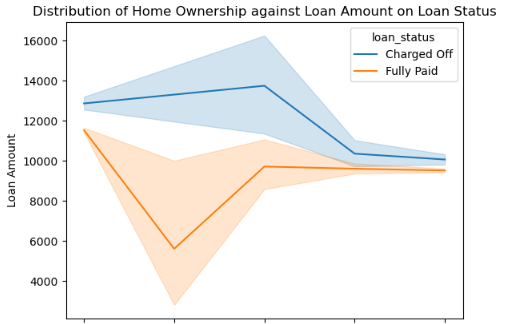 Distribution of Home Ownership against Loan Amount on Loan Status
loan_status
Charged Off
Fully Paid
16000
14000
12000
10000
8000
6000
4000
Loan Amount